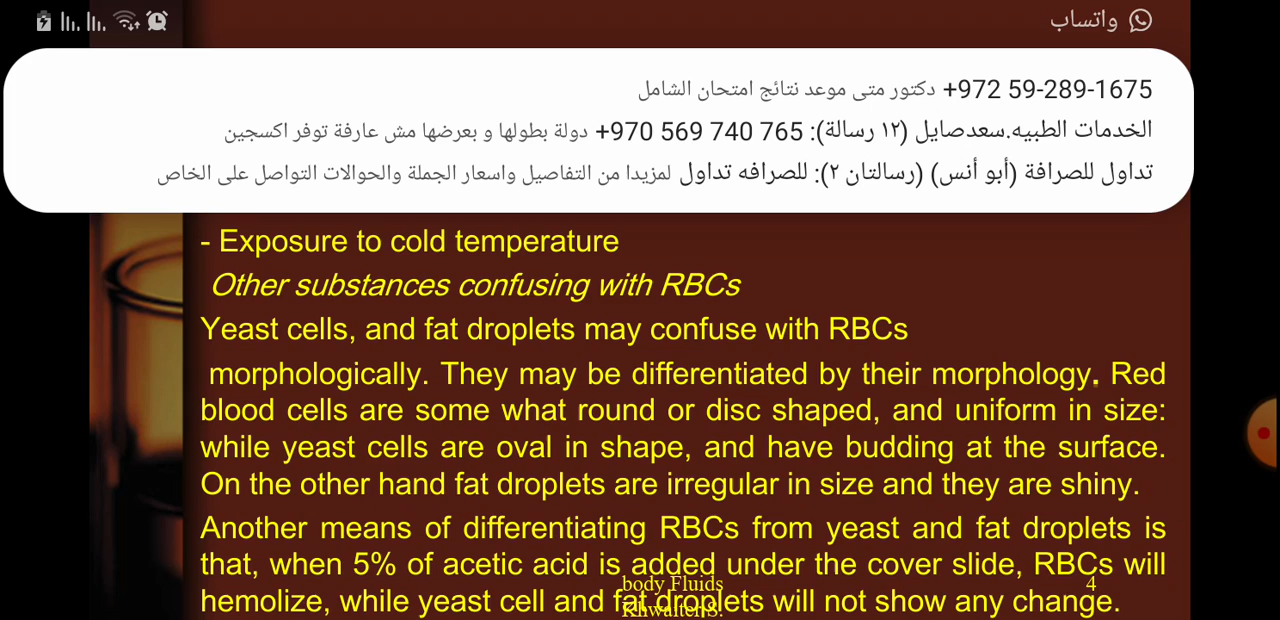 واتساب
+972 59-289-1675 دكتور متى موعد نتائج امتحان الشامل
الخدمات الطبيه.سعدصايل (١٢ رسالة): ‎+970 569 740 765 دولة بطولها و بعرضها مش عارفة توفر اكسجين
تداول للصرافة (أبو أنس) (رسالتان ٢): للصرافه تداول لمزيدا من التفاصيل واسعار الجملة والحوالات التواصل على الخاص
- Exposure to cold temperature
Other substances confusing with RBCs
Yeast cells, and fat droplets may confuse with RBCs
morphologically. They may be differentiated by their morphology. Red
blood cells are some what round or disc shaped, and uniform in size:
while yeast cells are oval in shape, and have budding at the surface.
On the other hand fat droplets are irregular in size and they are shiny.
Another means of differentiating RBCs from yeast and fat droplets is
that, when 5% of acetic acid is added under the cover slide, RBCs will
hemolize, while yeast cell and fat droplets will not show any change.
body Fluids
Khwaiter S.
4